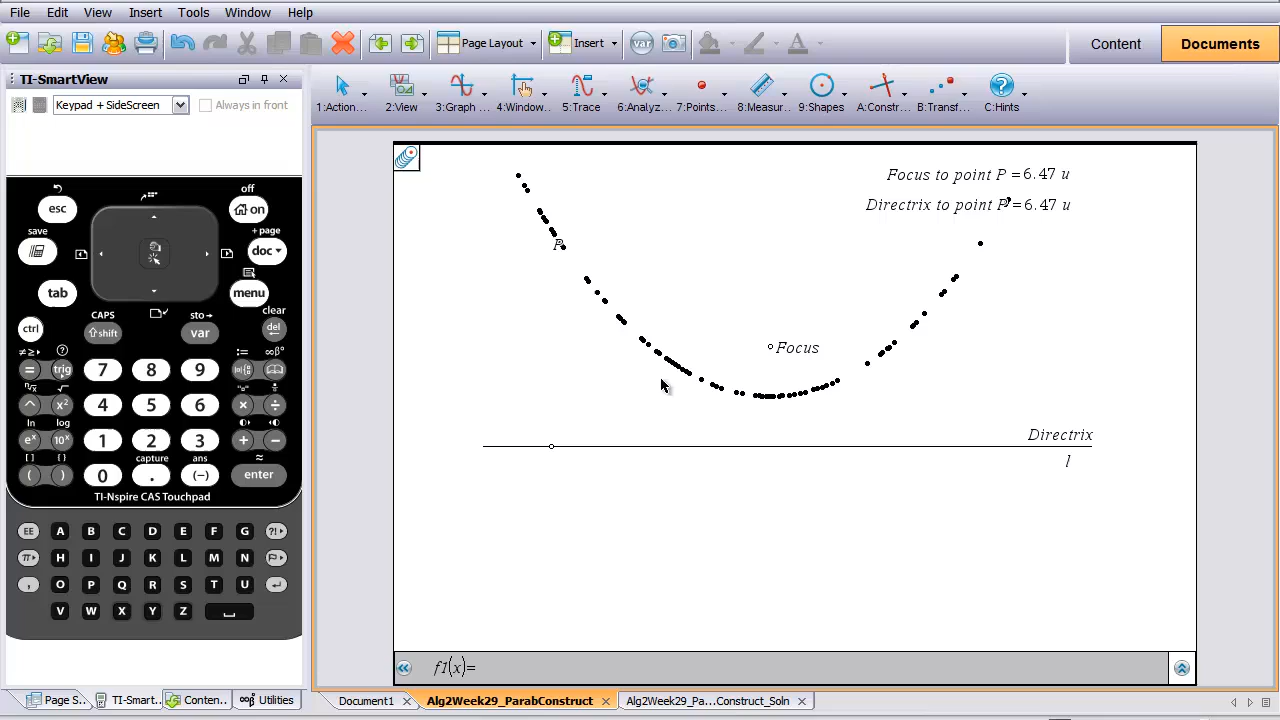 File Edit View Insert Tools Window Help
Page Layout Insert var Content Documents
TI-SmartView
Keypad + SideScreen Always in front
1:Action... 2:View 3:Graph ... 4:Window... 5:Trace 6:Analyz... 7:Points... 8:Measur... 9:Shapes A:Constr... B:Transf... C:Hints
off
esc on
save + page
doc
tab menu
CAPS sto→ clear
ctrl shift var del
≠≥▸ ? := ∞β°
= trig 7 8 9
^ x² 4 5 6 × ÷
ln log
eˣ 10ˣ 1 2 3 + −
[ ] { } capture ans ≈
( ) 0 . (−) enter
TI-Nspire CAS Touchpad
EE A B C D E F G ?!▸
π▸ H I J K L M N
, O P Q R S T U
V W X Y Z
Focus to point P =6.47 u
Directrix to point P =6.47 u
P
Focus
Directrix
l
f1(x)=
Page S... TI-Smart... Conten... Utilities
Document1 Alg2Week29_ParabConstruct Alg2Week29_Pa...Construct_Soln